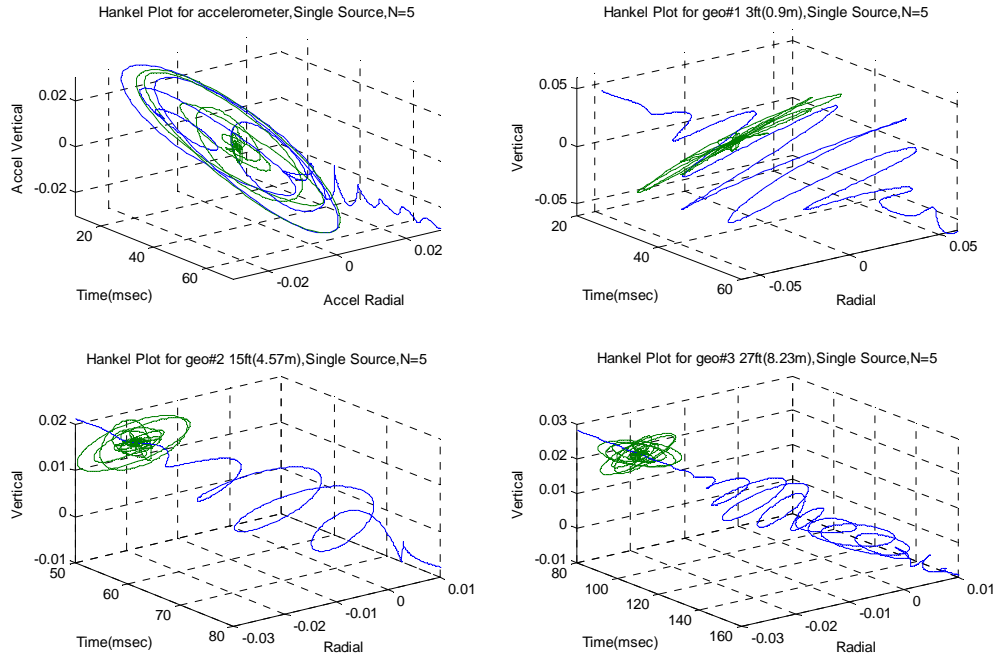 Hankel Plot for accelerometer,Single Source,N=5
0.02
0
-0.02
Accel Vertical
20
40
60
Time(msec)
-0.02
0
0.02
Accel Radial
Hankel Plot for geo#1 3ft(0.9m),Single Source,N=5
0.05
0
-0.05
Vertical
20
40
60
Time(msec)
-0.05
0
0.05
Radial
Hankel Plot for geo#2 15ft(4.57m),Single Source,N=5
0.02
0.01
0
-0.01
Vertical
50
60
70
80
Time(msec)
-0.03
-0.02
-0.01
0
0.01
Radial
Hankel Plot for geo#3 27ft(8.23m),Single Source,N=5
0.03
0.02
0.01
0
-0.01
Vertical
80
100
120
140
160
Time(msec)
-0.03
-0.02
-0.01
0
0.01
Radial